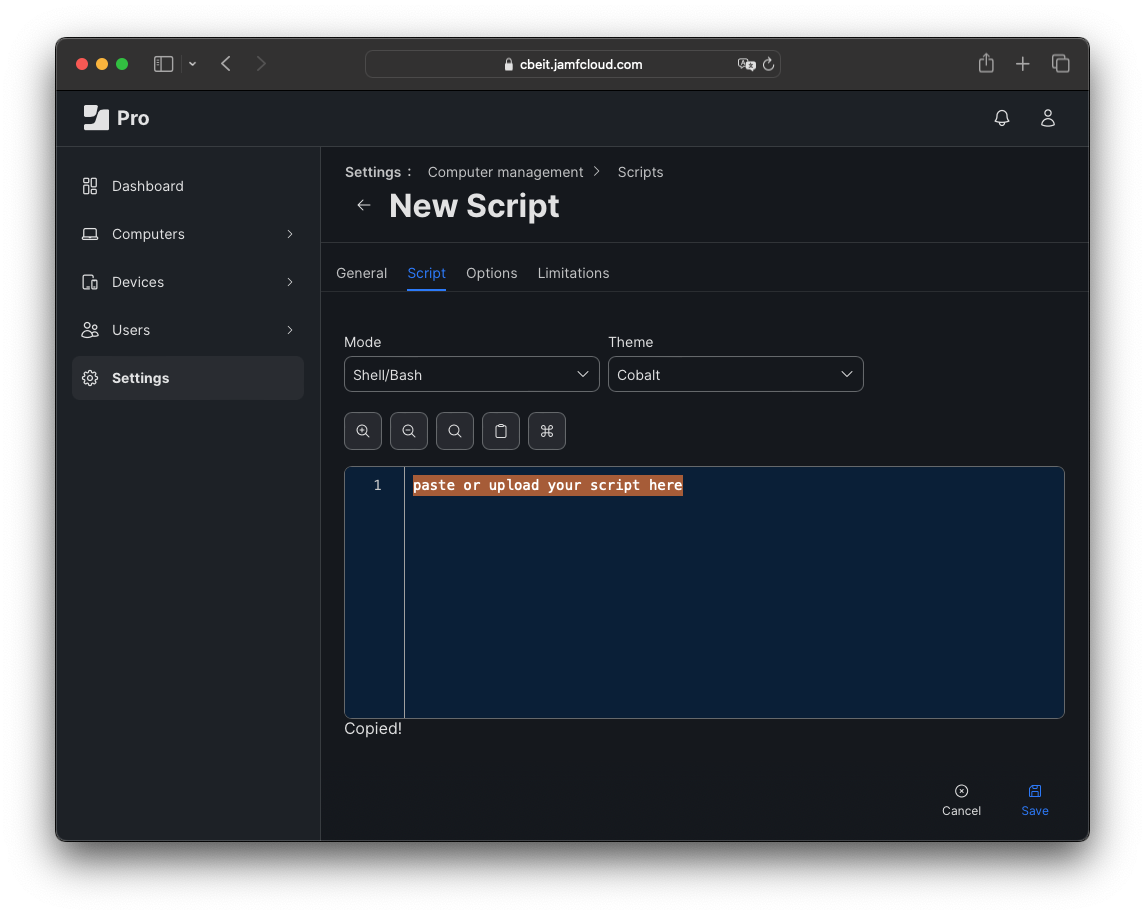 cbeit.jamfcloud.com
Pro
Dashboard
Computers
Devices
Users
Settings
Settings : Computer management Scripts
New Script
General Script Options Limitations
Mode Theme
Shell/Bash Cobalt
1 paste or upload your script here
Copied!
Cancel Save